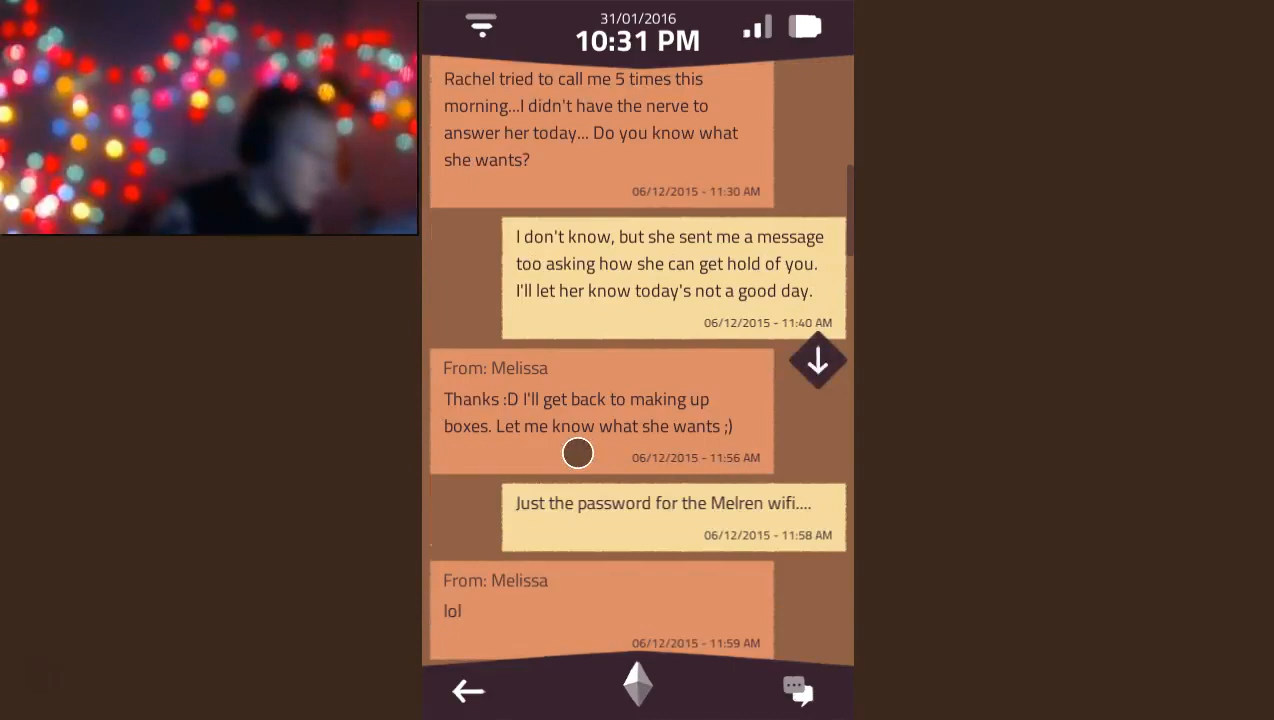 31/01/2016
10:31 PM
Rachel tried to call me 5 times this
morning...I didn't have the nerve to
answer her today... Do you know what
she wants?
06/12/2015 - 11:30 AM
I don't know, but she sent me a message
too asking how she can get hold of you.
I'll let her know today's not a good day.
06/12/2015 - 11:40 AM
From: Melissa
Thanks :D I'll get back to making up
boxes. Let me know what she wants ;)
06/12/2015 - 11:56 AM
Just the password for the Melren wifi....
06/12/2015 - 11:58 AM
From: Melissa
lol
06/12/2015 - 11:59 AM